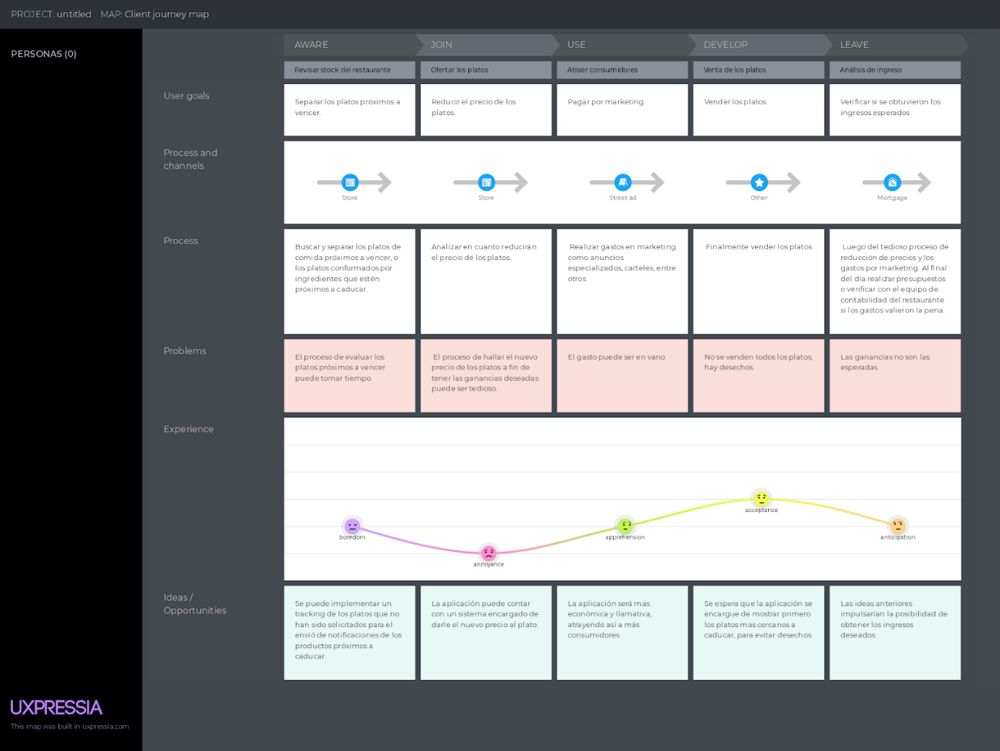 PROJECT: untitled MAP: Client journey map
PERSONAS (0)
AWARE
JOIN
USE
DEVELOP
LEAVE
Revisar stock del restaurante
Ofertar los platos
Atraer consumidores
Venta de los platos
Análisis de ingreso
User goals
Separar los platos próximos a
vencer.
Reducir el precio de los
platos.
Pagar por marketing.
Vender los platos.
Verificar si se obtuvieron los
ingresos esperados
Process and
channels
Store
Store
Street ad
Other
Mortgage
Process
Buscar y separar los platos de
comida próximos a vencer, o
los platos conformados por
ingredientes que estén
próximos a caducar.
Analizar en cuanto reducirán
el precio de los platos.
Realizar gastos en marketing
como anuncios
especializados, carteles, entre
otros.
Finalmente vender los platos
Luego del tedioso proceso de
reducción de precios y los
gastos por marketing. Al final
del día realizar presupuestos
o verificar con el equipo de
contabilidad del restaurante
si los gastos valieron la pena.
Problems
El proceso de evaluar los
platos próximos a vencer
puede tomar tiempo.
El proceso de hallar el nuevo
precio de los platos a fin de
tener las ganancias deseadas
puede ser tedioso.
El gasto puede ser en vano.
No se venden todos los platos,
hay desechos.
Las ganancias no son las
esperadas.
Experience
boredom
annoyance
apprehension
acceptance
anticipation
Ideas /
Opportunities
Se puede implementar un
tracking de los platos que no
han sido solicitados para el
envió de notificaciones de los
productos próximos a
caducar.
La aplicación puede contar
con un sistema encargado de
darle el nuevo precio al plato.
La aplicación será mas
económica y llamativa,
atrayendo así a más
consumidores.
Se espera que la aplicación se
encargue de mostrar primero
los platos mas cercanos a
caducar, para evitar desechos.
Las ideas anteriores
impulsarían la posibilidad de
obtener los ingresos
deseados.
UXPRESSIA
This map was built in uxpressia.com